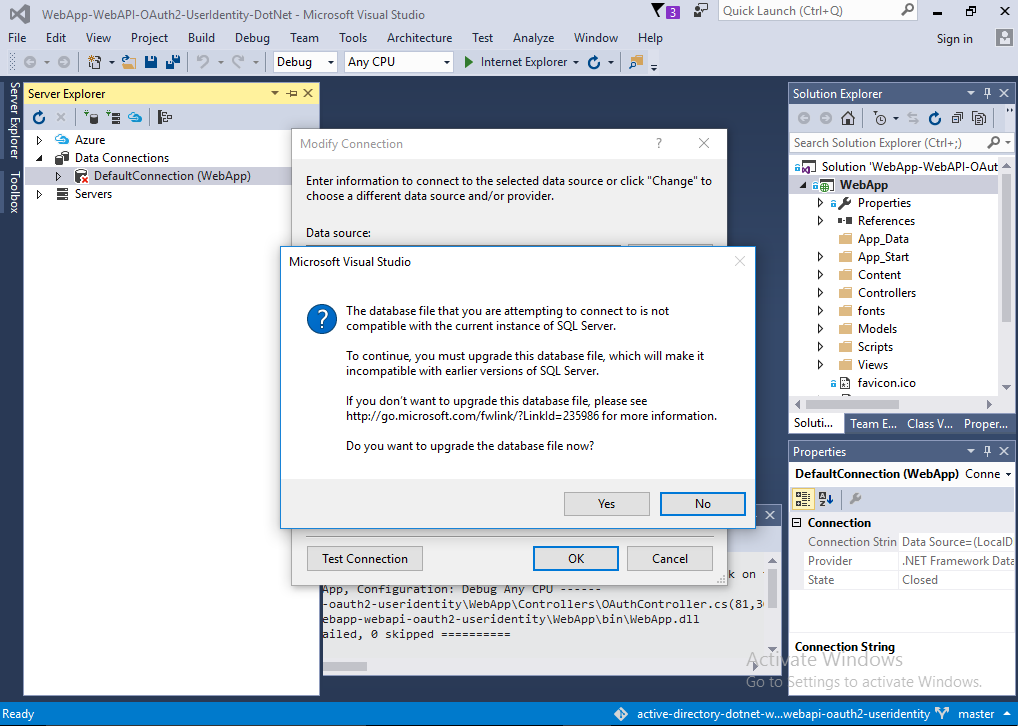 WebApp-WebAPI-OAuth2-UserIdentity-DotNet - Microsoft Visual Studio
3
Quick Launch (Ctrl+Q)
File Edit View Project Build Debug Team Tools Architecture Test Analyze Window Help
Sign in
Debug Any CPU Internet Explorer
Server Explorer
Toolbox
Server Explorer
Azure
Data Connections
DefaultConnection (WebApp)
Servers
Modify Connection
?
Enter information to connect to the selected data source or click "Change" to
choose a different data source and/or provider.
Data source:
Microsoft Visual Studio
The database file that you are attempting to connect to is not
compatible with the current instance of SQL Server.
To continue, you must upgrade this database file, which will make it
incompatible with earlier versions of SQL Server.
If you don't want to upgrade this database file, please see
http://go.microsoft.com/fwlink/?LinkId=235986 for more information.
Do you want to upgrade the database file now?
Yes No
Test Connection OK Cancel
k on
App, Configuration: Debug Any CPU ------
-oauth2-useridentity\WebApp\Controllers\OAuthController.cs(81,3
ebapp-webapi-oauth2-useridentity\WebApp\bin\WebApp.dll
ailed, 0 skipped ==========
Solution Explorer
Search Solution Explorer (Ctrl+;)
Solution 'WebApp-WebAPI-OAut
WebApp
Properties
References
App_Data
App_Start
Content
Controllers
fonts
Models
Scripts
Views
favicon.ico
Soluti... Team E... Class V... Proper...
Properties
DefaultConnection (WebApp) Conne
Connection
Connection Strin Data Source=(LocalD
Provider .NET Framework Data
State Closed
Connection String
Activate Windows
Go to Settings to activate Windows.
Ready
active-directory-dotnet-w...webapi-oauth2-useridentity master